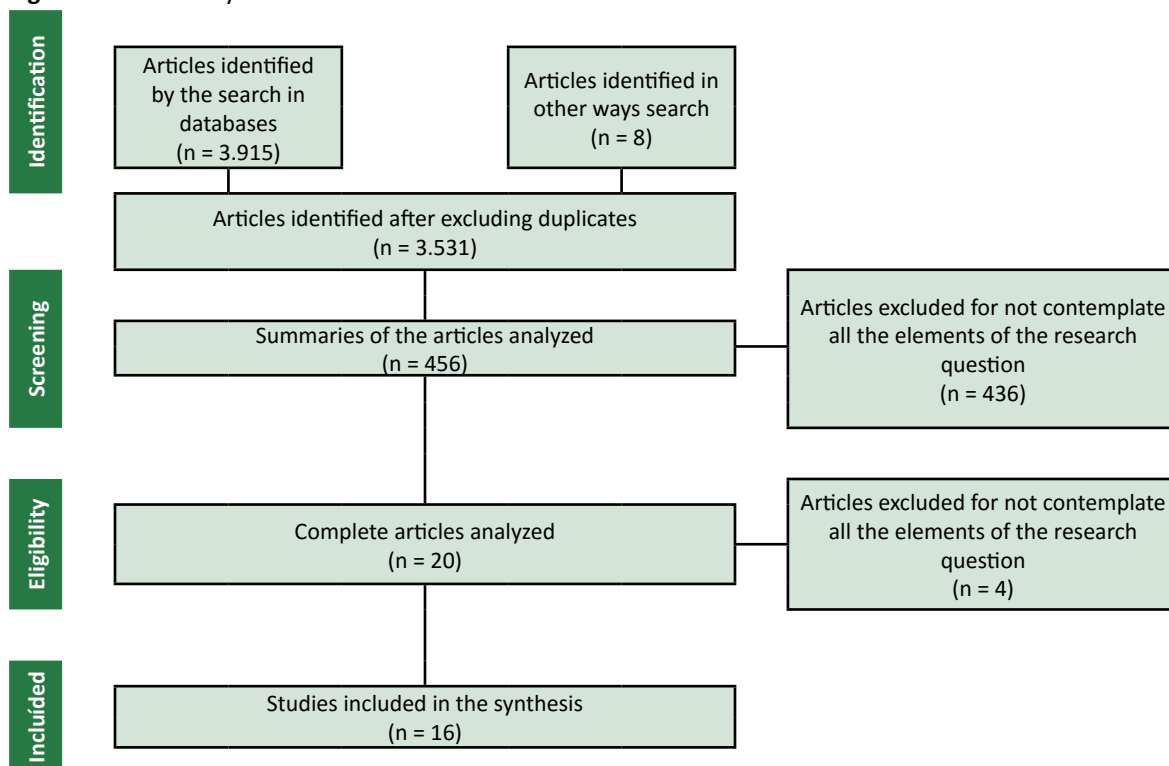 Identification
Articles identified
by the search in
databases
(n = 3.915)
Articles identified in
other ways search
(n = 8)
Articles identified after excluding duplicates
(n = 3.531)
Screening
Summaries of the articles analyzed
(n = 456)
Articles excluded for not contemplate
all the elements of the research
question
(n = 436)
Eligibility
Complete articles analyzed
(n = 20)
Articles excluded for not contemplate
all the elements of the research
question
(n = 4)
Incluíded
Studies included in the synthesis
(n = 16)